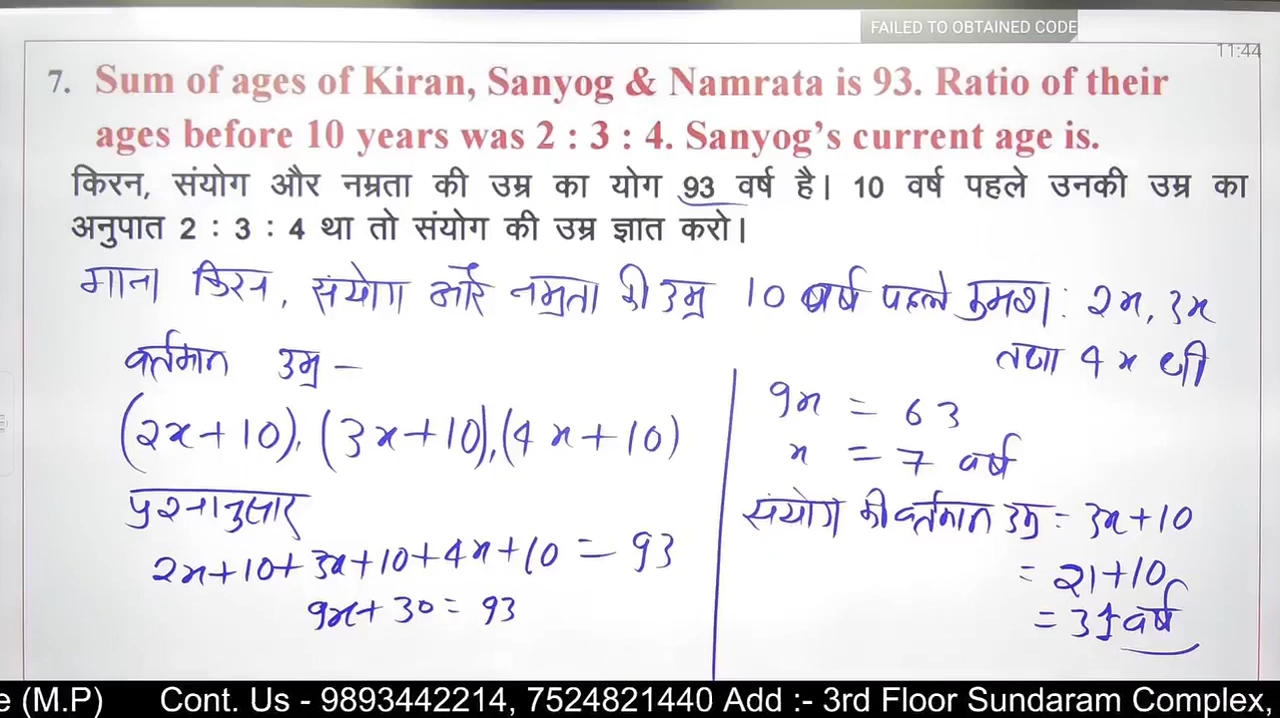 FAILED TO OBTAINED CODE
11:44
7. Sum of ages of Kiran, Sanyog & Namrata is 93. Ratio of their
ages before 10 years was 2 : 3 : 4. Sanyog's current age is.
किरन, संयोग और नम्रता की उम्र का योग 93 वर्ष है। 10 वर्ष पहले उनकी उम्र का
अनुपात 2 : 3 : 4 था तो संयोग की उम्र ज्ञात करो।
माना किरन, संयोग और नम्रता की उम्र 10 वर्ष पहले क्रमशः 2x, 3x
तथा 4x थी
वर्तमान उम्र –
(2x+10), (3x+10), (4x+10)
प्रश्नानुसार
2x+10+3x+10+4x+10 = 93
9x+30 = 93
9x = 63
x = 7 वर्ष
संयोग की वर्तमान उम्र = 3x+10
= 21+10
= 31 वर्ष
e (M.P) Cont. Us - 9893442214, 7524821440 Add :- 3rd Floor Sundaram Complex,